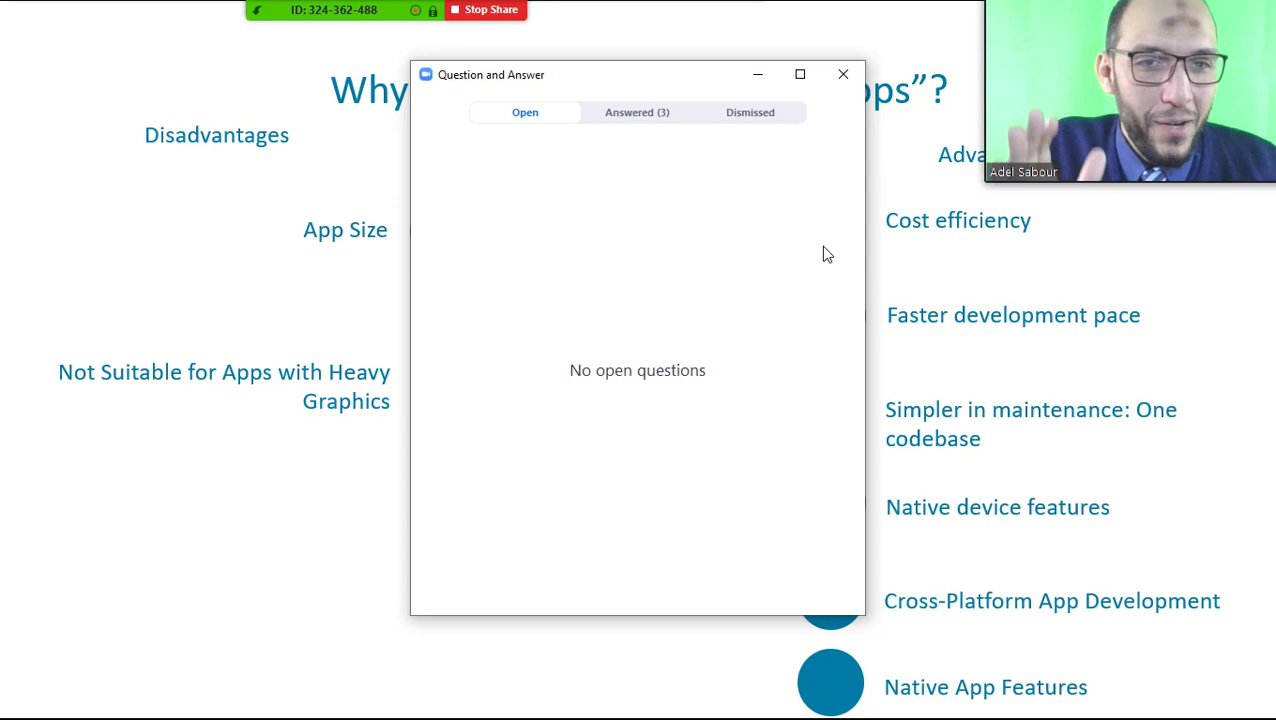 ID: 324-362-488
Stop Share
Why
ops”?
Question and Answer
Open
Answered (3)
Dismissed
No open questions
Adel Sabour
Disadvantages
App Size
Not Suitable for Apps with Heavy
Graphics
Adva
Cost efficiency
Faster development pace
Simpler in maintenance: One
codebase
Native device features
Cross-Platform App Development
Native App Features